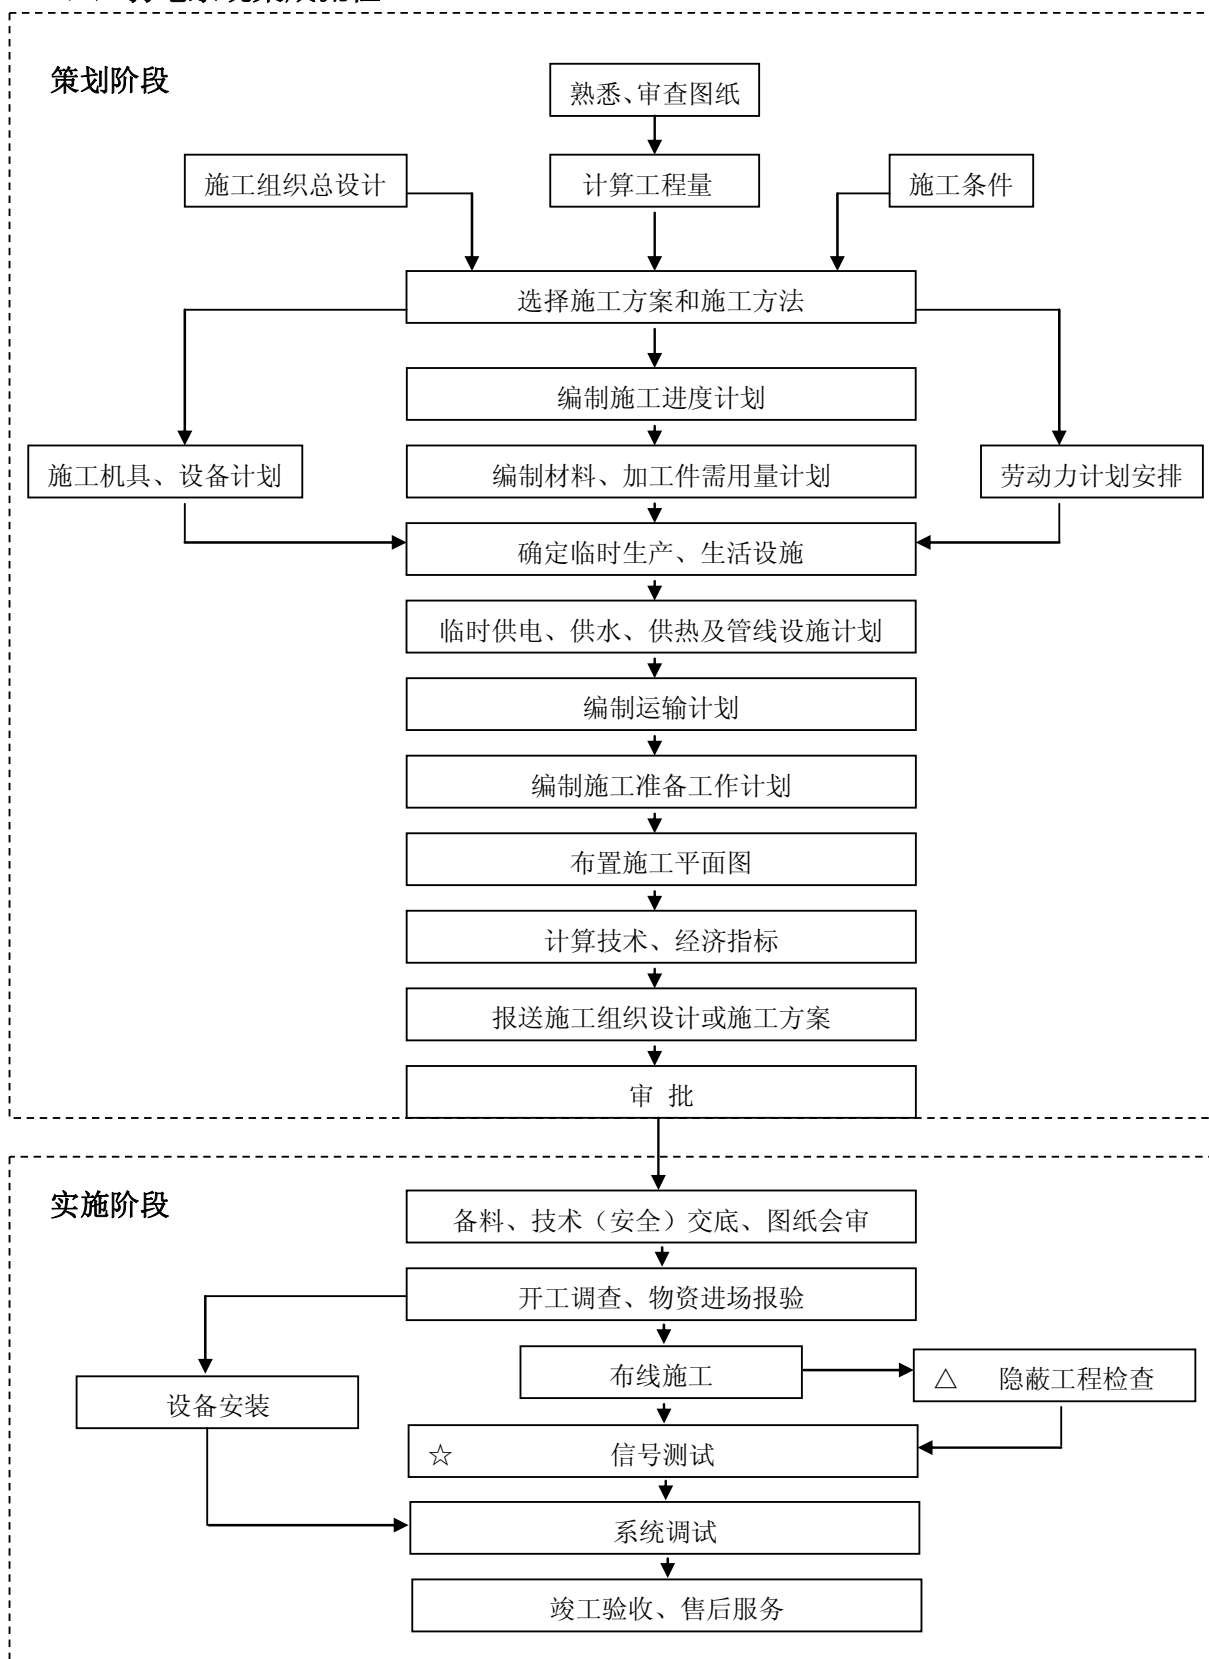 策划阶段
熟悉、审查图纸
施工组织总设计
计算工程量
施工条件
选择施工方案和施工方法
编制施工进度计划
施工机具、设备计划
编制材料、加工件需用量计划
劳动力计划安排
确定临时生产、生活设施
临时供电、供水、供热及管线设施计划
编制运输计划
编制施工准备工作计划
布置施工平面图
计算技术、经济指标
报送施工组织设计或施工方案
审 批
实施阶段
备料、技术（安全）交底、图纸会审
开工调查、物资进场报验
布线施工
△ 隐蔽工程检查
设备安装
☆ 信号测试
系统调试
竣工验收、售后服务